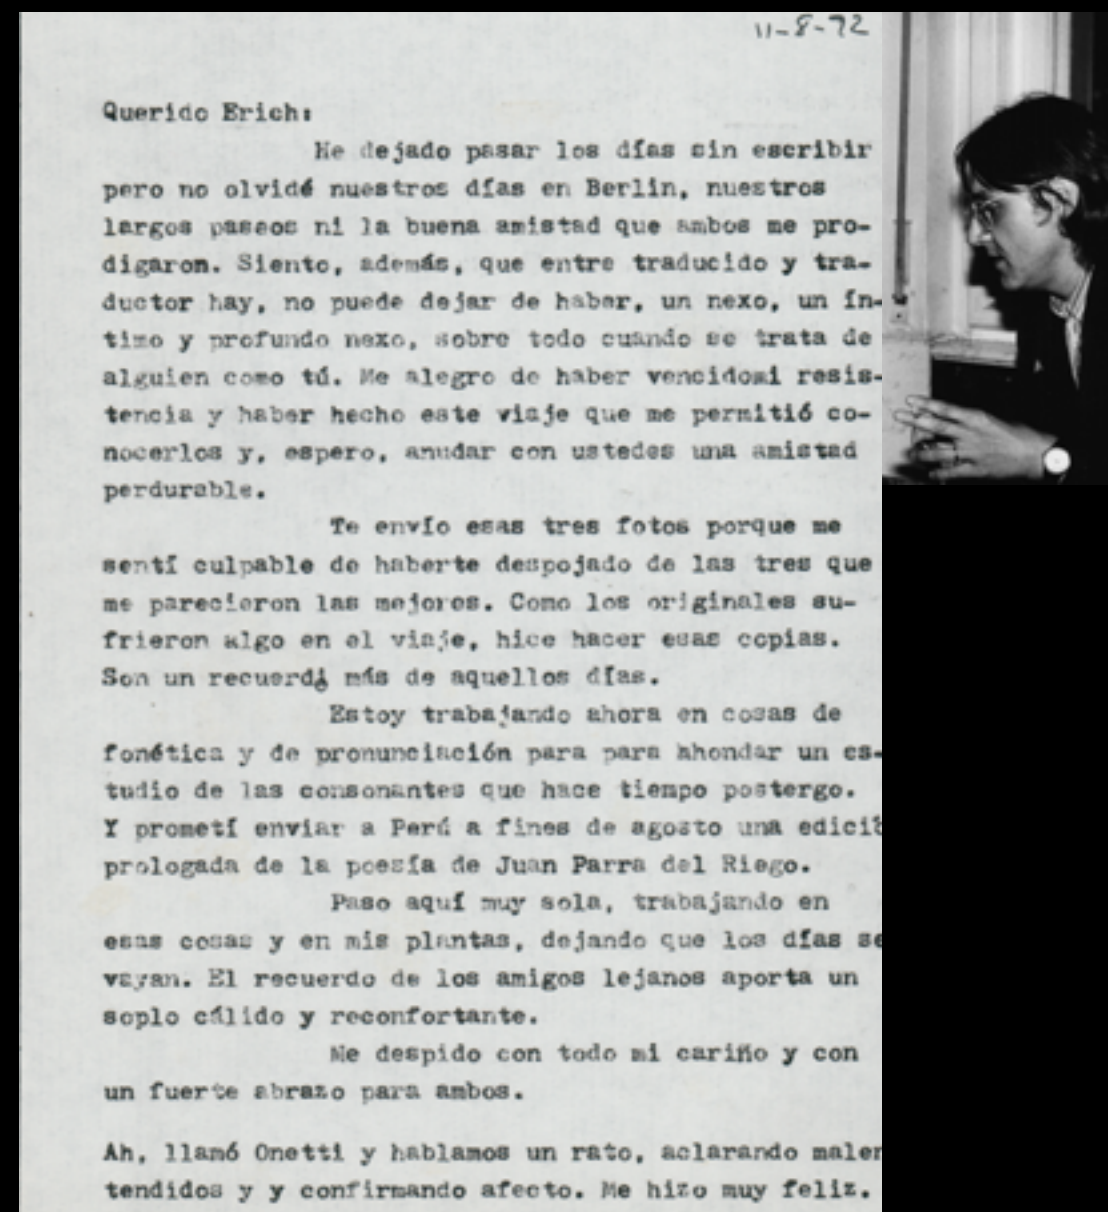 11-8-72
Querido Erich:
He dejado pasar los días sin escribir
pero no olvidé nuestros días en Berlin, nuestros
largos paseos ni la buena amistad que ambos me pro-
digaron. Siento, además, que entre traducido y tra-
ductor hay, no puede dejar de haber, un nexo, un ín-
timo y profundo nexo, sobre todo cuando se trata de
alguien como tú. Me alegro de haber vencidomi resis-
tencia y haber hecho este viaje que me permitió co-
nocerlos y, espero, anudar con ustedes una amistad
perdurable.
Te envío esas tres fotos porque me
sentí culpable de haberte despojado de las tres que
me parecieron las mejores. Como los originales su-
frieron algo en el viaje, hice hacer esas copias.
Son un más de aquellos días.
Estoy trabajando ahora en cosas de
fonética y de pronunciación para para ahondar un es-
tudio de las consonantes que hace tiempo postergo.
Y prometí enviar a Perú a fines de agosto una
prologada de la poesía de Juan Parra del Riego.
Paso aquí muy sola, trabajando en
esas cosas y en mis plantas, dejando que los días se
vayan. El recuerdo de los amigos lejanos aporta un
soplo cálido y reconfortante.
Me despido con todo mi cariño y con
un fuerte abrazo para ambos.
Ah, llamó Onetti y hablamos un rato, aclarando
tendidos y y confirmando afecto. Me hizo muy feliz.